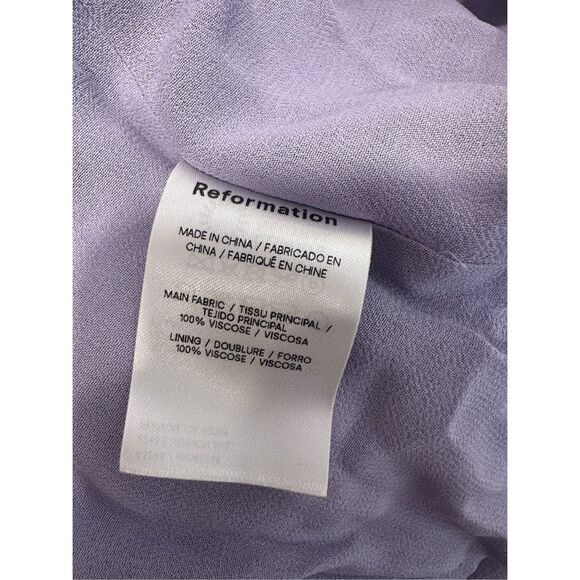 Reformation
MADE IN CHINA / FABRICADO EN
CHINA / FABRIQUÉ EN CHINE
MAIN FABRIC / TISSU PRINCIPAL /
TEJIDO PRINCIPAL
100% VISCOSE / VISCOSA
LINING / DOUBLURE / FORRO
100% VISCOSE / VISCOSA